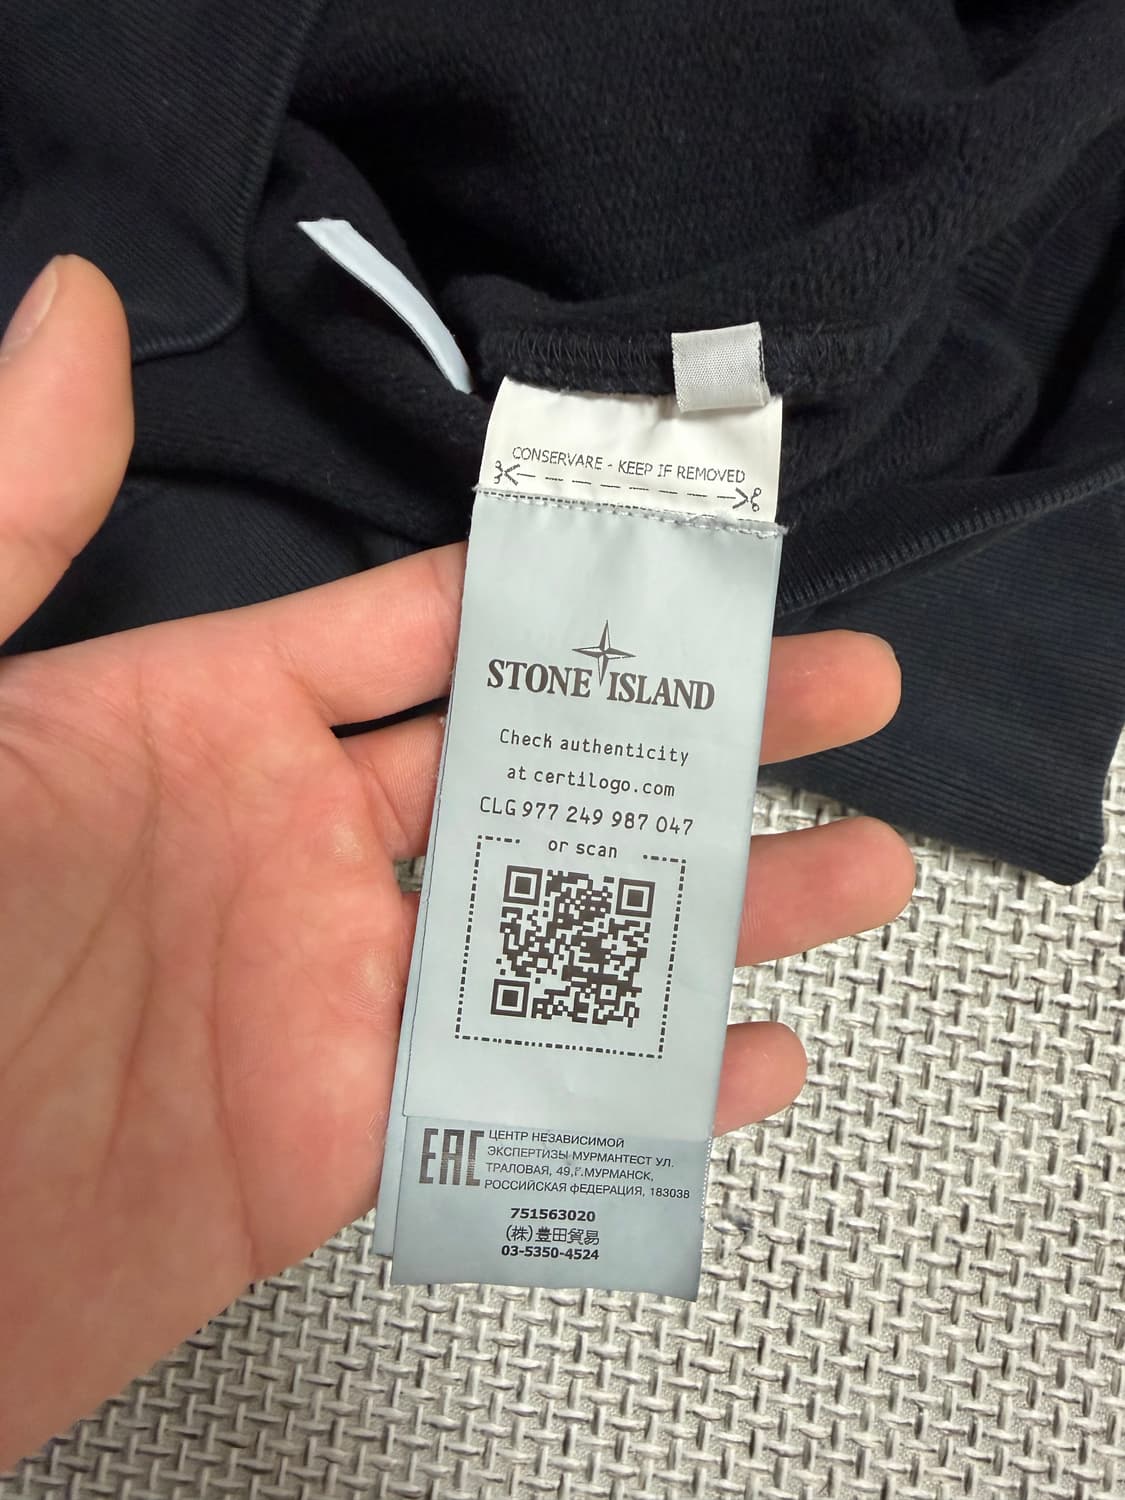 CONSERVARE - KEEP IF REMOVED
STONE ISLAND
Check authenticity
at certilogo.com
CLG 977 249 987 047
or scan
EAC
ЦЕНТР НЕЗАВИСИМОЙ
ЭКСПЕРТИЗЫ МУРМАНТЕСТ УЛ.
ТРАЛОВАЯ, 49,Г.МУРМАНСК,
РОССИЙСКАЯ фЕДЕРАЦИЯ, 183038
751563020
(株)豊田貿易
03-5350-4524